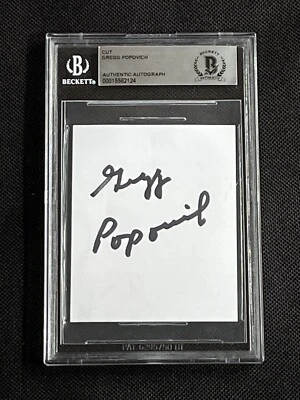 CUT
GREGG POPOVICH
AUTHENTIC AUTOGRAPH
00015562124
BECKETT
Gregg
Popovich